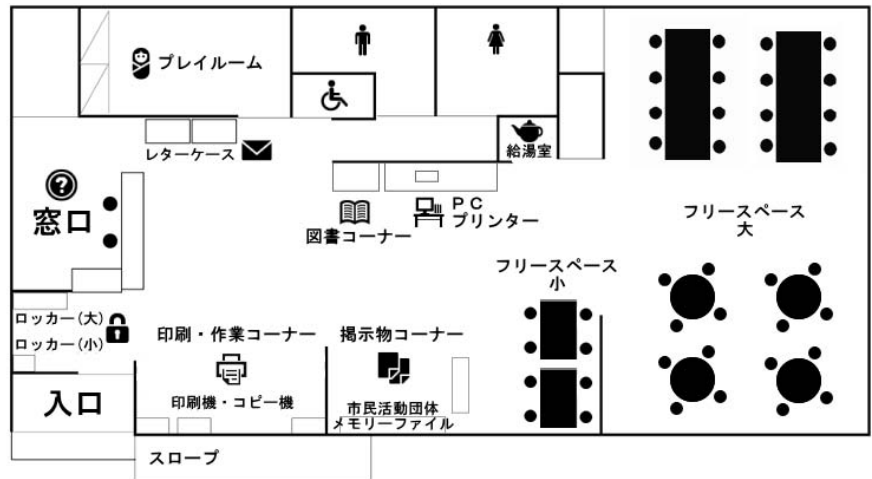 プレイルーム
レターケース
給湯室
?
窓口
図書コーナー
PC
プリンター
フリースペース
大
フリースペース
小
ロッカー(大)
ロッカー(小)
印刷・作業コーナー
掲示物コーナー
入口
印刷機・コピー機
市民活動団体
メモリーファイル
スロープ